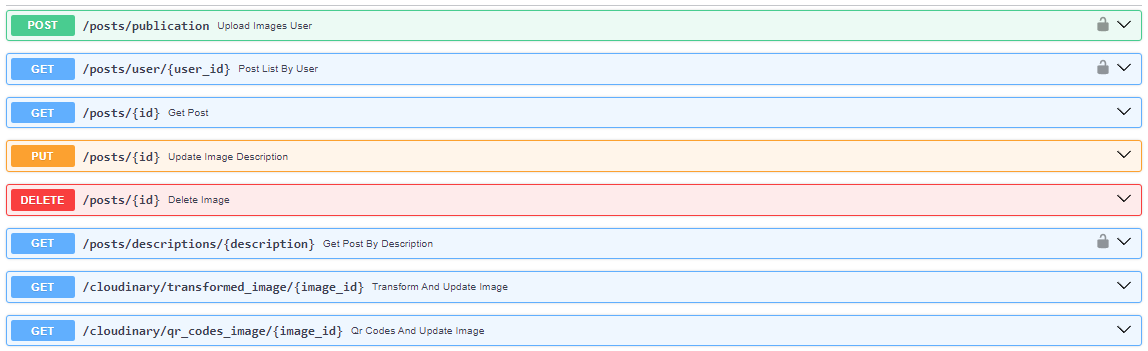 POST /posts/publication Upload Images User
GET /posts/user/{user_id} Post List By User
GET /posts/{id} Get Post
PUT /posts/{id} Update Image Description
DELETE /posts/{id} Delete Image
GET /posts/descriptions/{description} Get Post By Description
GET /cloudinary/transformed_image/{image_id} Transform And Update Image
GET /cloudinary/qr_codes_image/{image_id} Qr Codes And Update Image